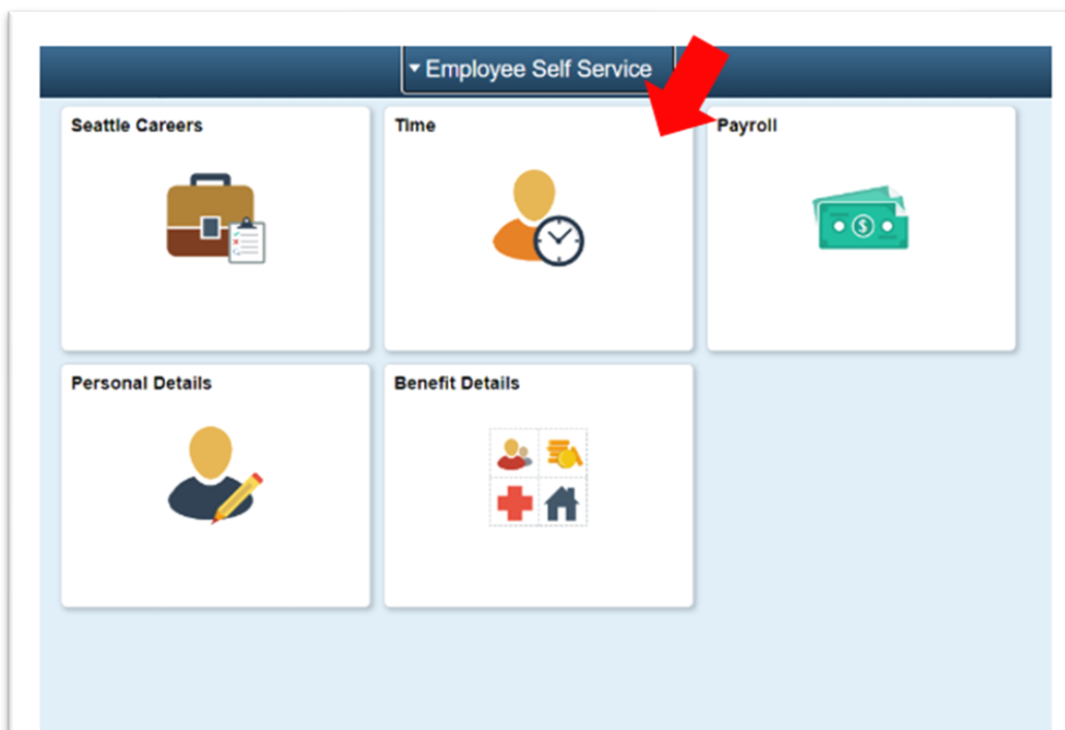 Employee Self Service
Seattle Careers
Time
Payroll
$
Personal Details
Benefit Details